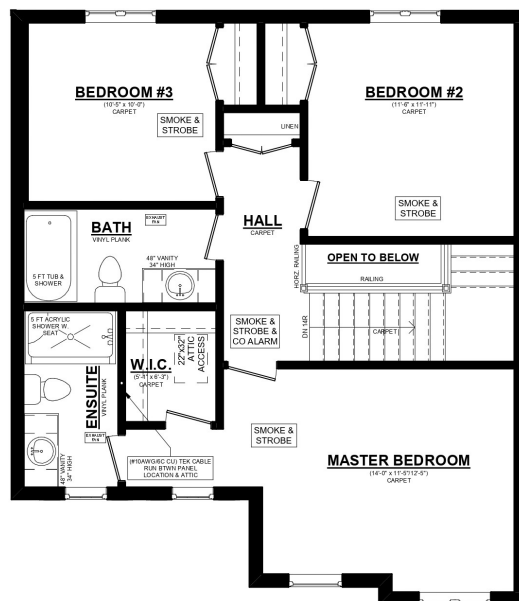 BEDROOM #3
(10'-5" x 10'-0")
CARPET
SMOKE &
STROBE
BEDROOM #2
(11'-6" x 11'-11")
CARPET
SMOKE &
STROBE
LINEN
HALL
CARPET
BATH
VINYL PLANK
EXHAUST
FAN
48" VANITY
34" HIGH
5 FT TUB &
SHOWER
HORZ. RAILING
OPEN TO BELOW
RAILING
DN 14R
CARPET
SMOKE &
STROBE &
CO ALARM
5 FT ACRYLIC
SHOWER W.
SEAT
ENSUITE
VINYL PLANK
EXHAUST
FAN
48" VANITY
34" HIGH
W.I.C.
(5'-1" x 6'-3")
CARPET
22"x32"
ATTIC
ACCESS
(#10AWG/6C CU) TEK CABLE
RUN BTWN PANEL
LOCATION & ATTIC
SMOKE &
STROBE
MASTER BEDROOM
(14'-0" x 11'-5"/12'-5")
CARPET